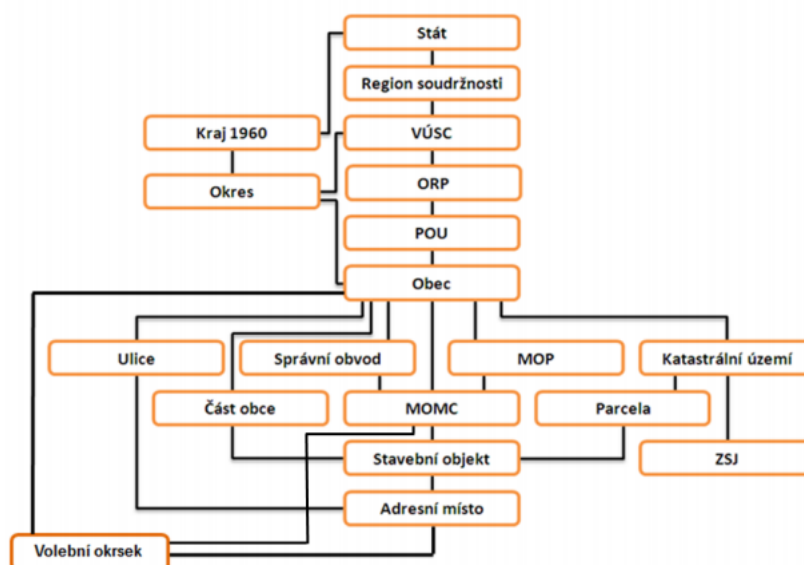 Stát
Region soudržnosti
Kraj 1960
VÚSC
Okres
ORP
POU
Obec
Ulice
Správní obvod
MOP
Katastrální území
Část obce
MOMC
Parcela
Stavební objekt
ZSJ
Adresní místo
Volební okrsek